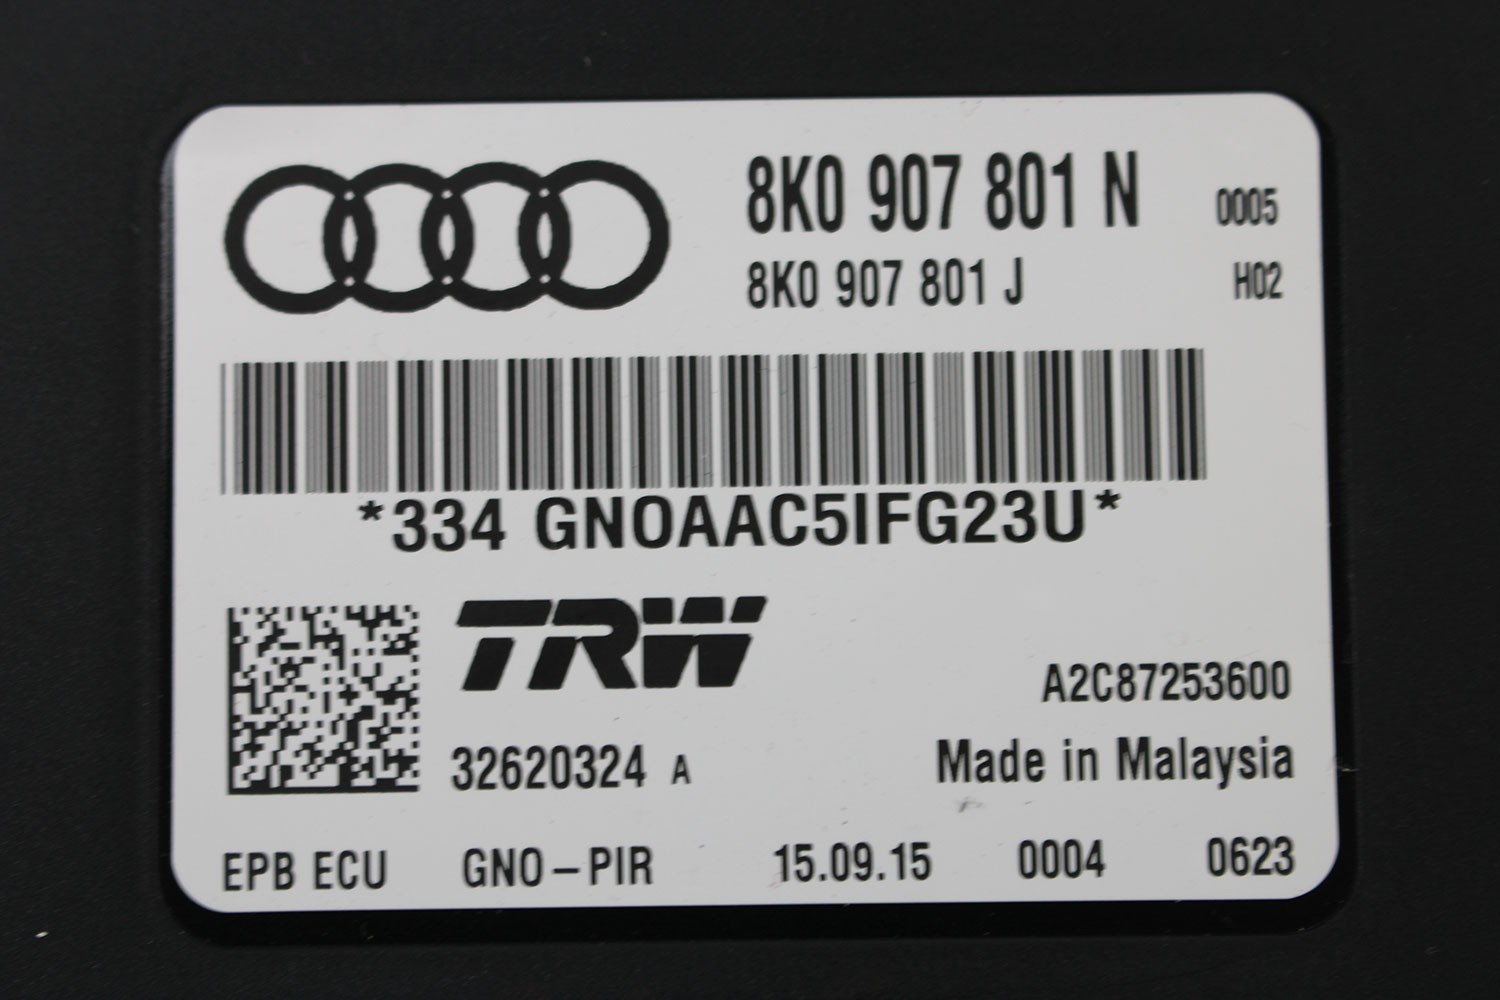 8K0 907 801 N 0005
8K0 907 801 J H02
*334 GNOAAC5IFG23U*
TRW
A2C87253600
32620324 A Made in Malaysia
EPB ECU GNO-PIR 15.09.15 0004 0623